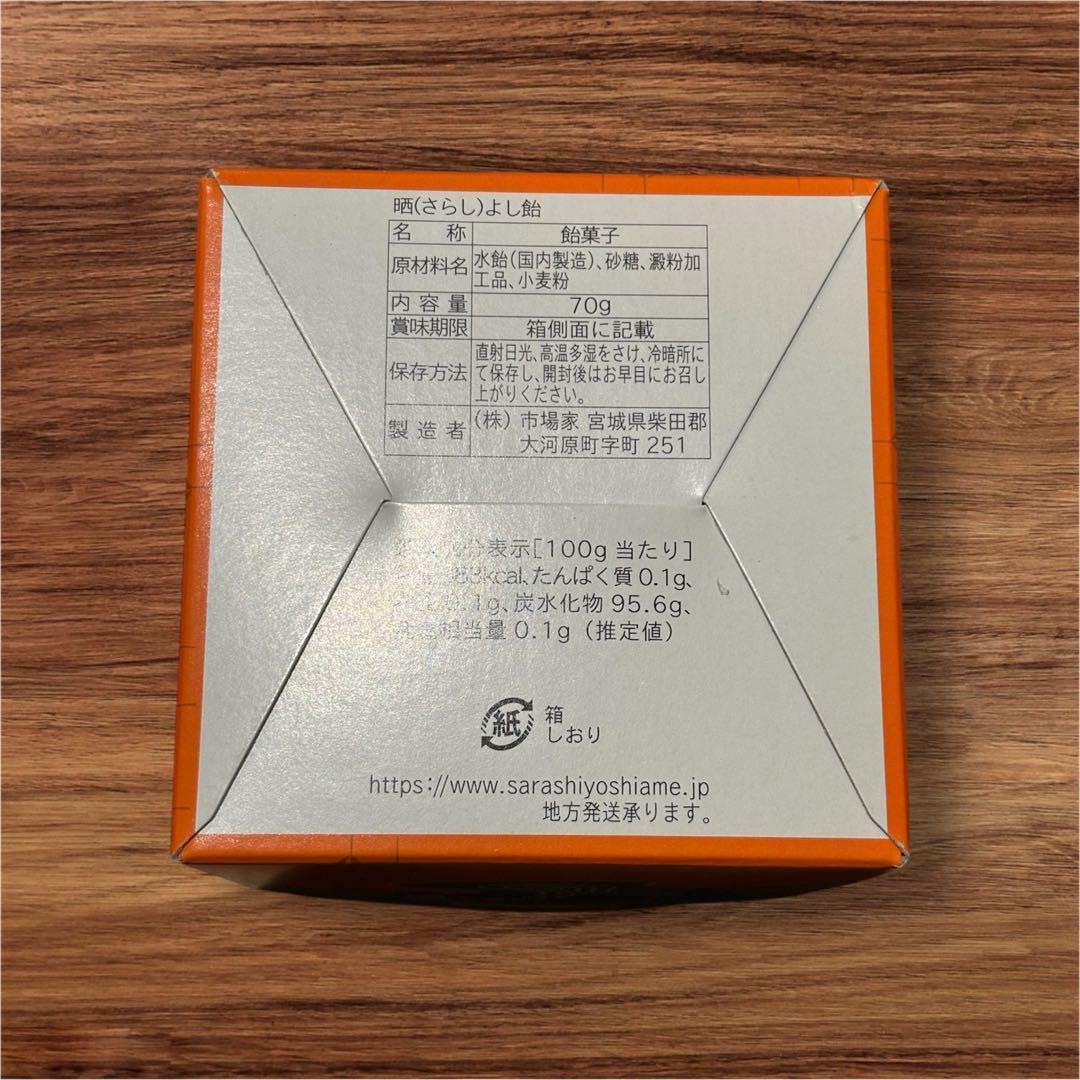 晒(さらし)よし飴
名 称 飴菓子
原材料名 水飴(国内製造)、砂糖、澱粉加
工品、小麦粉
内容量 70g
賞味期限 箱側面に記載
保存方法 直射日光、高温多湿をさけ、冷暗所に
て保存し、開封後はお早目にお召し
上がりください。
製造者 (株) 市場家 宮城県柴田郡
大河原町字町 251
分表示[100g 当たり]
83kcal、たんぱく質 0.1g、
.1g、炭水化物 95.6g、
相当量 0.1g (推定値)
紙 箱
しおり
https://www.sarashiyoshiame.jp
地方発送承ります。